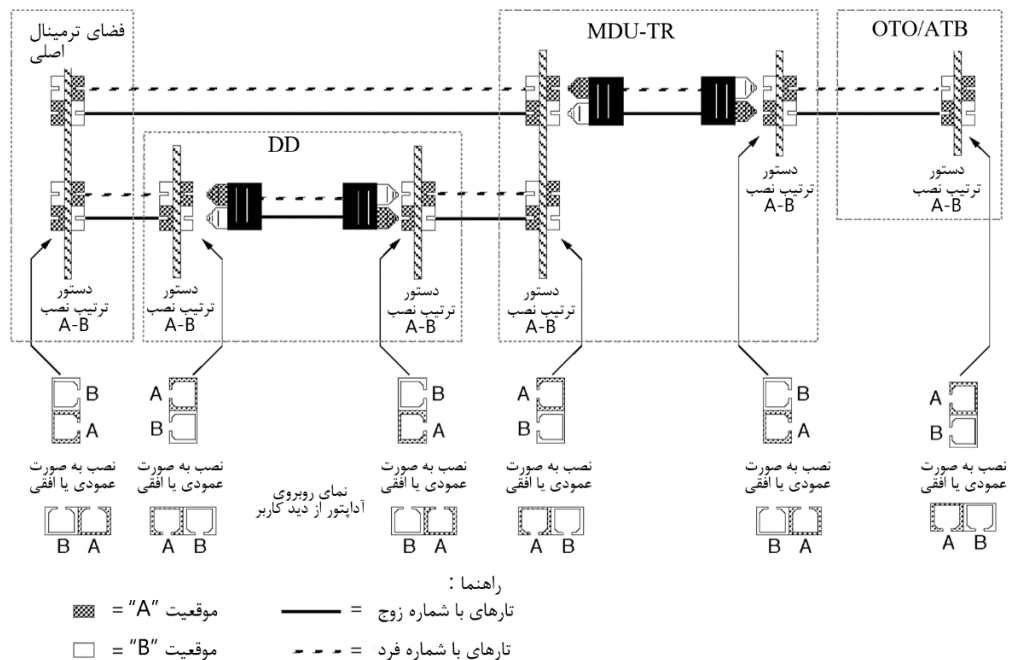 فضای ترمینال
اصلی
MDU-TR
OTO/ATB
DD
دستور
ترتیب نصب
A-B
دستور
ترتیب نصب
A-B
دستور
ترتیب نصب
A-B
دستور
ترتیب نصب
A-B
دستور
ترتیب نصب
A-B
دستور
ترتیب نصب
A-B
B
A
A
B
B
A
A
B
B
A
A
B
نصب به صورت
عمودی یا افقی
نصب به صورت
عمودی یا افقی
نمای روبروی
آداپتور از دید کاربر
نصب به صورت
عمودی یا افقی
نصب به صورت
عمودی یا افقی
نصب به صورت
عمودی یا افقی
نصب به صورت
عمودی یا افقی
B A
A B
B A
A B
B A
A B
راهنما :
تارهای با شماره زوج =
موقعیت "A" =
تارهای با شماره فرد =
موقعیت "B" =